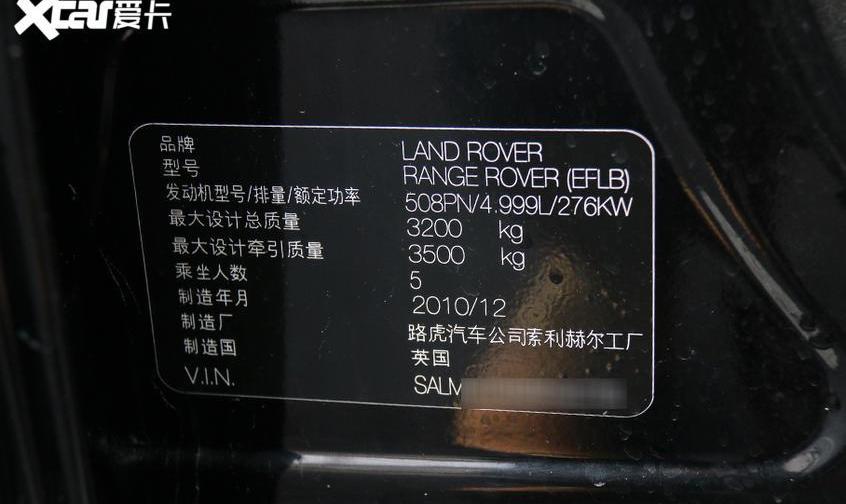 Xcar爱卡
品牌 LAND ROVER
型号 RANGE ROVER (EFLB)
发动机型号/排量/额定功率 508PN/4.999L/276KW
最大设计总质量 3200 kg
最大设计牵引质量 3500 kg
乘坐人数 5
制造年月 2010/12
制造厂 路虎汽车公司索利赫尔工厂
制造国 英国
V.I.N. SALM